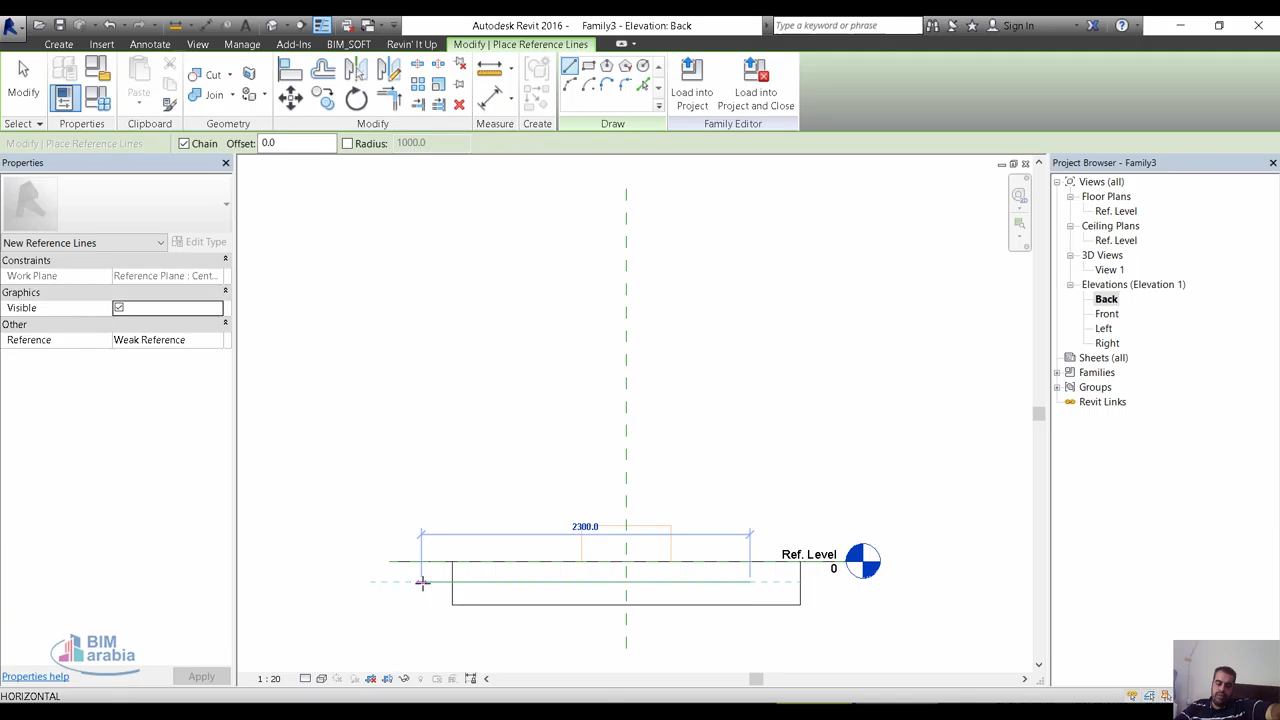 Autodesk Revit 2016 - Family3 - Elevation: Back
Type a keyword or phrase
Sign In
Create Insert Annotate View Manage Add-Ins BIM_SOFT Revin' It Up Modify | Place Reference Lines
Modify
Paste
Cut
Join
Load into
Project
Load into
Project and Close
Select Properties Clipboard Geometry Modify Measure Create Draw Family Editor
Modify | Place Reference Lines
Chain Offset: 0.0 Radius: 1000.0
Properties
New Reference Lines
Edit Type
Constraints
Work Plane Reference Plane : Cent...
Graphics
Visible
Other
Reference Weak Reference
BIM
arabia
Properties help
Apply
2300.0
Ref. Level
0
1 : 20
Project Browser - Family3
Views (all)
Floor Plans
Ref. Level
Ceiling Plans
Ref. Level
3D Views
View 1
Elevations (Elevation 1)
Back
Front
Left
Right
Sheets (all)
Families
Groups
Revit Links
HORIZONTAL